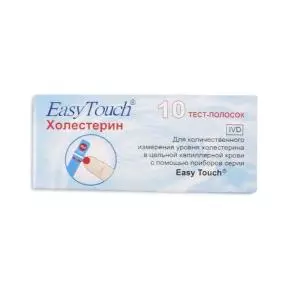 EasyTouch®
Холестерин
10 ТЕСТ-ПОЛОСОК
IVD
Для количественного
измерения уровня холестерина
в цельной капиллярной крови
с помощью приборов серии
Easy Touch®